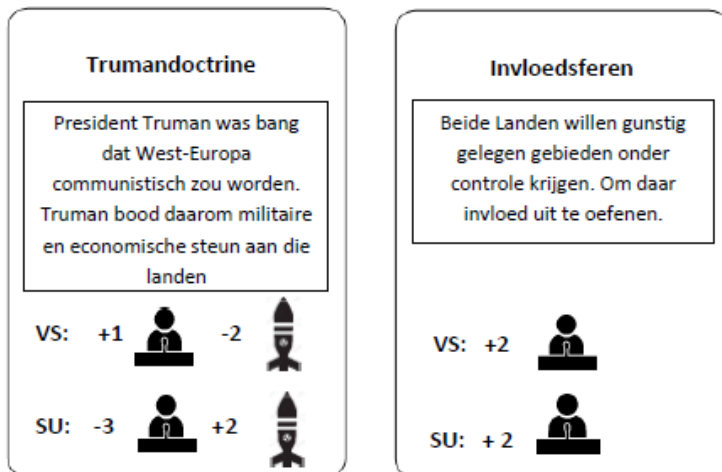 Trumandoctrine
President Truman was bang
dat West-Europa
communistisch zou worden.
Truman bood daarom militaire
en economische steun aan die
landen
VS: +1 -2
SU: -3 +2
Invloedsferen
Beide Landen willen gunstig
gelegen gebieden onder
controle krijgen. Om daar
invloed uit te oefenen.
VS: +2
SU: + 2